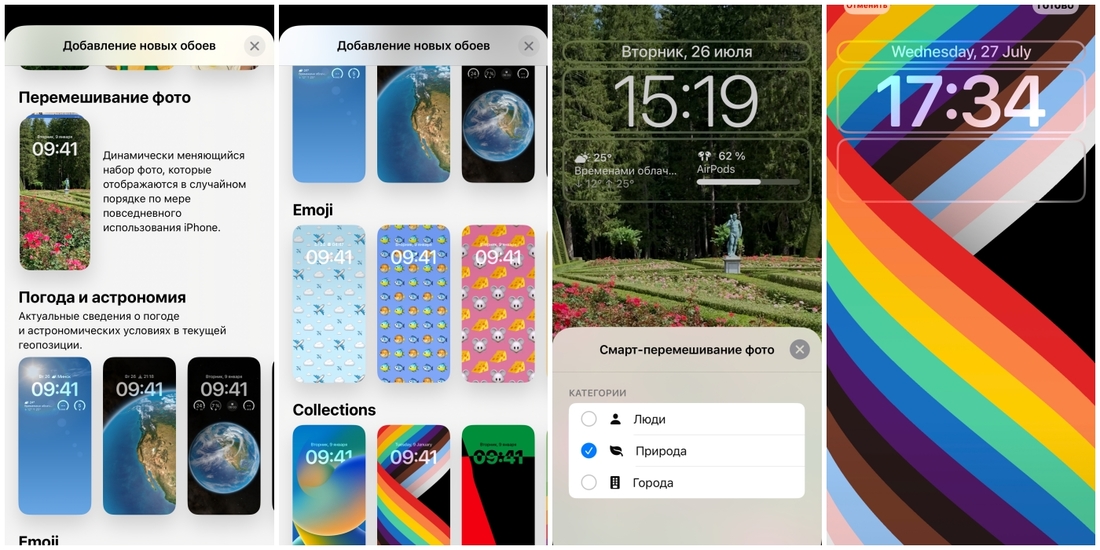 Добавление новых обоев
Перемешивание фото
09:41
Динамически меняющийся
набор фото, которые
отображаются в случайном
порядке по мере
повседневного
использования iPhone.
Погода и астрономия
Актуальные сведения о погоде
и астрономических условиях в текущей
геопозиции.
09:41
09:41
09:41
Emoji
Добавление новых обоев
Emoji
09:41
09:41
09:41
Collections
09:41
09:41
09:41
Вторник, 26 июля
15:19
25°
Временами облач...
↓ 12° ↑ 25°
62 %
AirPods
Смарт-перемешивание фото
КАТЕГОРИИ
Люди
Природа
Города
Отменить
Готово
Wednesday, 27 July
17:34